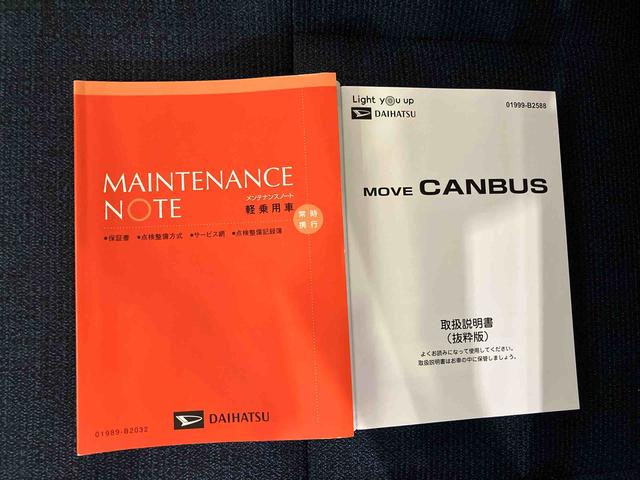 MAINTENANCE
NOTE
メンテナンスノート
軽乗用車
常時
携行
●保証書 ●点検整備方式 ●サービス網 ●点検整備記録簿
01989-B2032
DAIHATSU
Light you up
DAIHATSU
01999-B2588
MOVE CANBUS
取扱説明書
（抜粋版）
よくお読みになって使用してください。
取扱説明書はお車の中に保管しましょう。